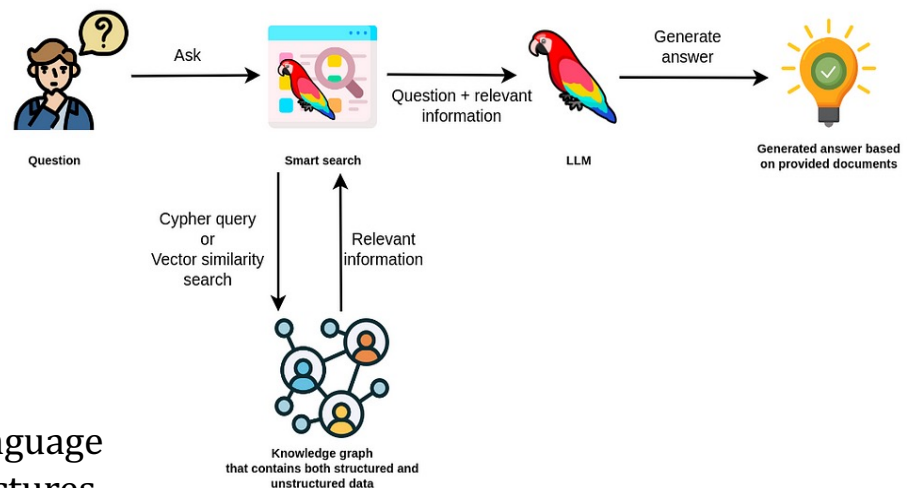 ?
Ask
Question + relevant
information
Generate
answer
Question
Smart search
LLM
Generated answer based
on provided documents
Cypher query
or
Vector similarity
search
Relevant
information
Knowledge graph
that contains both structured and
unstructured data